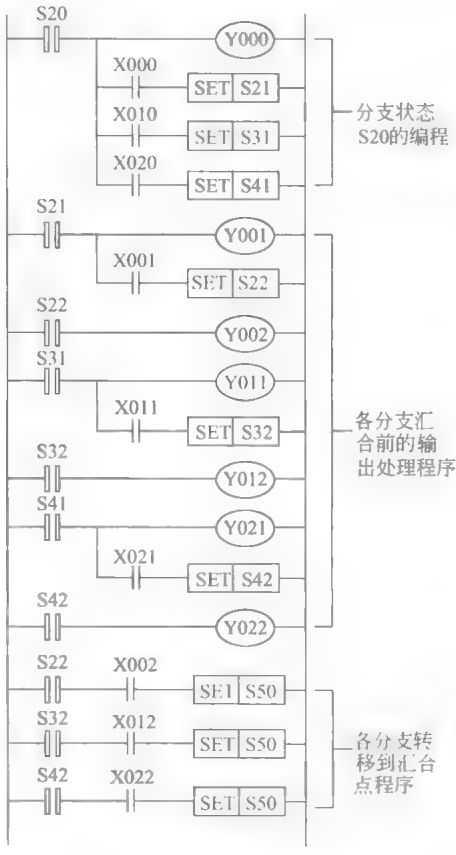 S20
Y000
X000
SET S21
X010
SET S31
X020
SET S41
分支状态
S20的编程
S21
Y001
X001
SET S22
S22
Y002
S31
Y011
X011
SET S32
S32
Y012
S41
Y021
X021
SET S42
S42
Y022
各分支汇
合前的输
出处理程序
S22
X002
SET S50
S32
X012
SET S50
S42
X022
SET S50
各分支转
移到汇合
点程序